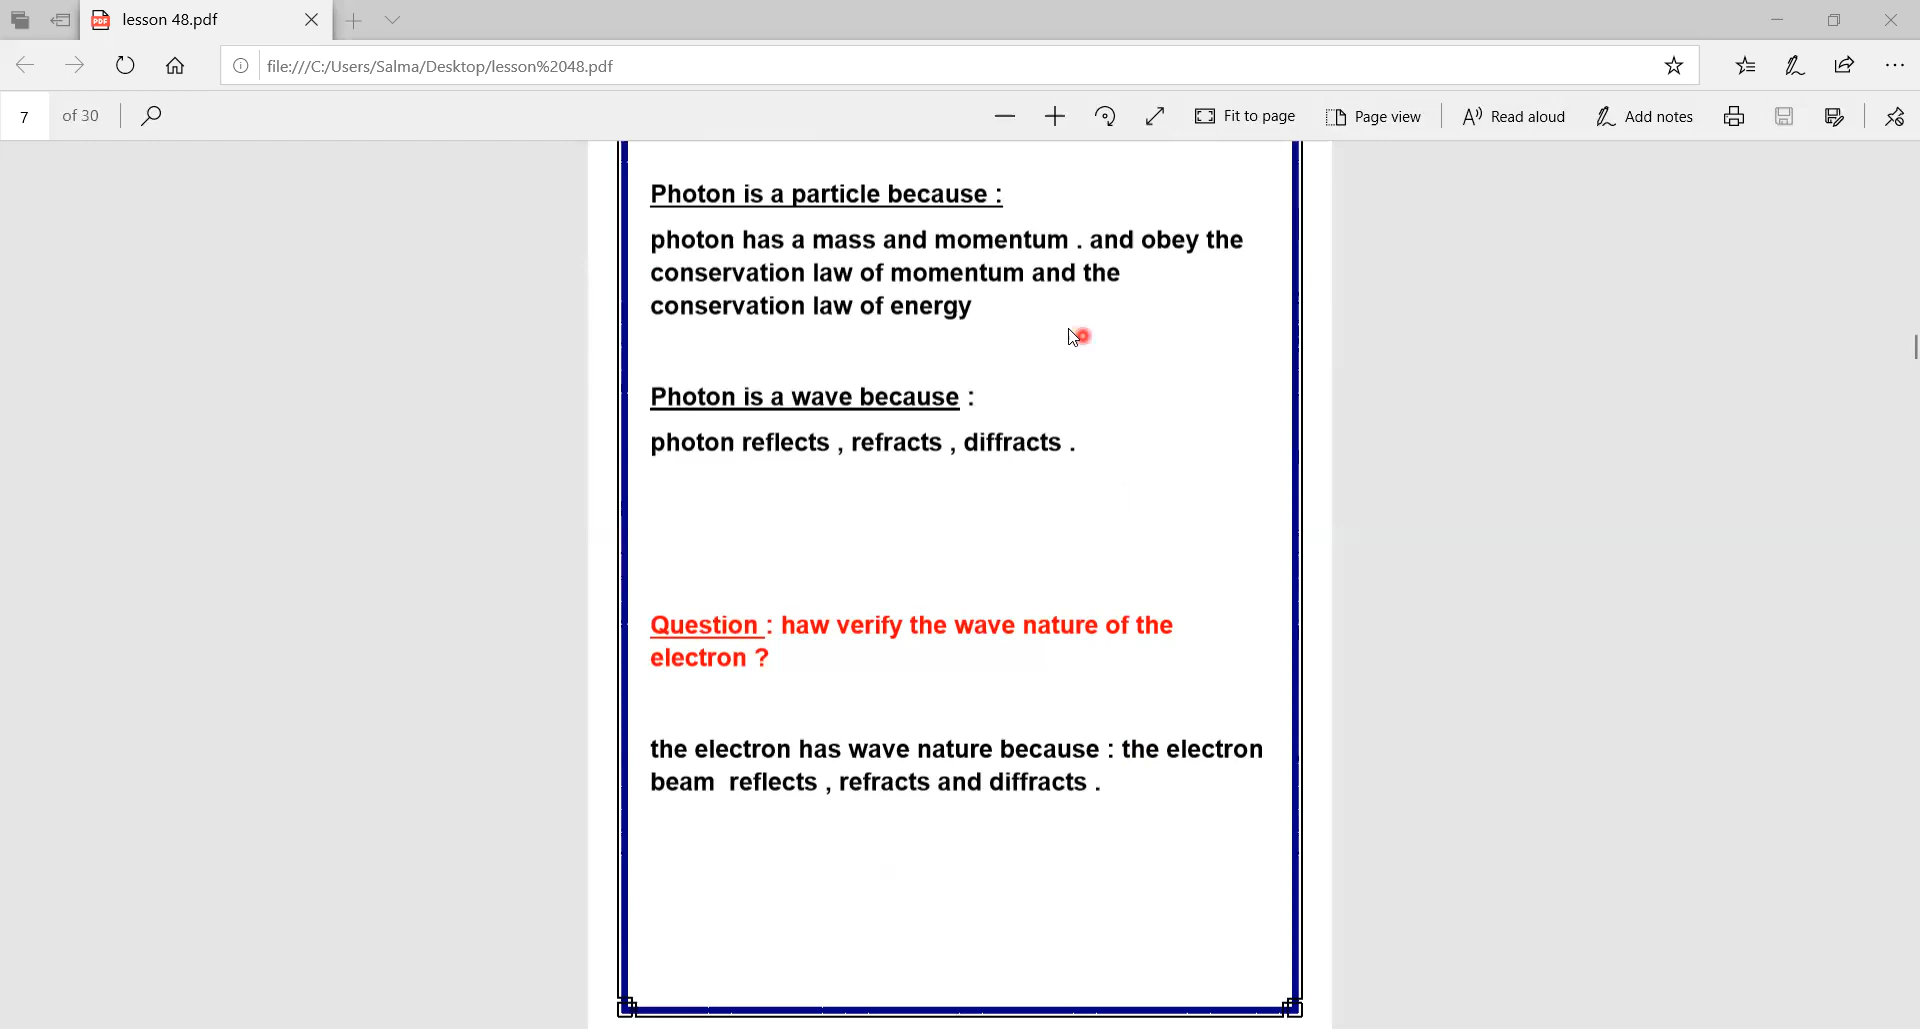 lesson 48.pdf
file:///C:/Users/Salma/Desktop/lesson%2048.pdf
7 of 30 Fit to page Page view Read aloud Add notes
Photon is a particle because :
photon has a mass and momentum . and obey the
conservation law of momentum and the
conservation law of energy
Photon is a wave because :
photon reflects , refracts , diffracts .
Question : haw verify the wave nature of the
electron ?
the electron has wave nature because : the electron
beam reflects , refracts and diffracts .